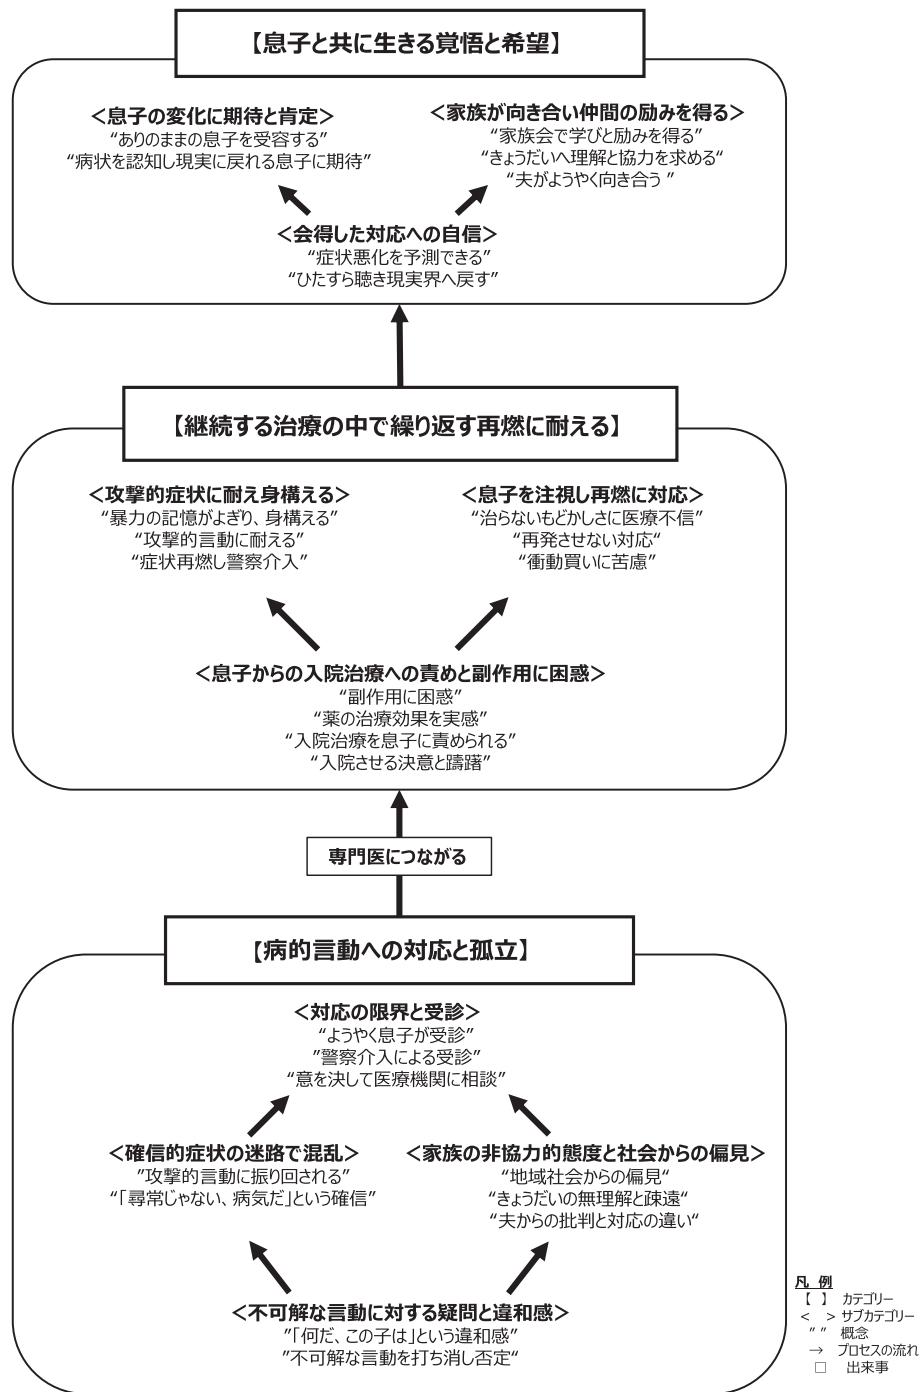 【息子と共に生きる覚悟と希望】
＜息子の変化に期待と肯定＞
“ありのままの息子を受容する”
“病状を認知し現実に戻れる息子に期待”
＜家族が向き合い仲間の励みを得る＞
“家族会で学びと励みを得る”
“きょうだいへ理解と協力を求める“
“夫がようやく向き合う ”
＜会得した対応への自信＞
“症状悪化を予測できる”
“ひたすら聴き現実界へ戻す”
【継続する治療の中で繰り返す再燃に耐える】
＜攻撃的症状に耐え身構える＞
“暴力の記憶がよぎり、身構える”
“攻撃的言動に耐える”
“症状再燃し警察介入”
＜息子を注視し再燃に対応＞
“治らないもどかしさに医療不信”
“再発させない対応“
“衝動買いに苦慮”
＜息子からの入院治療への責めと副作用に困惑＞
“副作用に困惑”
“薬の治療効果を実感”
“入院治療を息子に責められる”
“入院させる決意と躊躇”
専門医につながる
【病的言動への対応と孤立】
＜対応の限界と受診＞
“ようやく息子が受診”
”警察介入による受診”
“意を決して医療機関に相談”
＜確信的症状の迷路で混乱＞
”攻撃的言動に振り回される”
“「尋常じゃない、病気だ」という確信”
＜家族の非協力的態度と社会からの偏見＞
“地域社会からの偏見“
“きょうだいの無理解と疎遠“
“夫からの批判と対応の違い“
＜不可解な言動に対する疑問と違和感＞
”「何だ、この子は」という違和感”
”不可解な言動を打ち消し否定“
凡 例
【 】 カテゴリー
＜ ＞ サブカテゴリー
” ” 概念
→ プロセスの流れ
□ 出来事